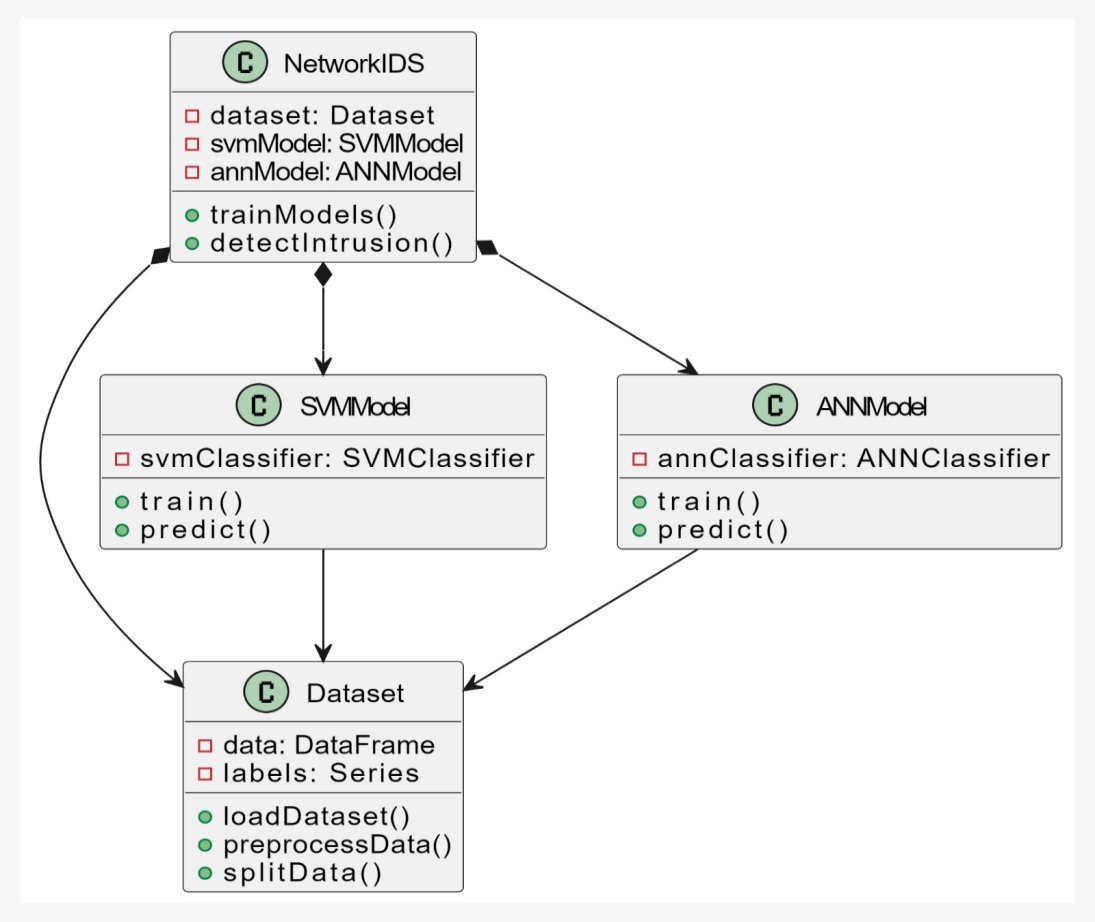 C NetworkIDS
dataset: Dataset
svmModel: SVMModel
annModel: ANNModel
trainModels()
detectIntrusion()
C SVMModel
svmClassifier: SVMClassifier
train()
predict()
C ANNModel
annClassifier: ANNClassifier
train()
predict()
C Dataset
data: DataFrame
labels: Series
loadDataset()
preprocessData()
splitData()